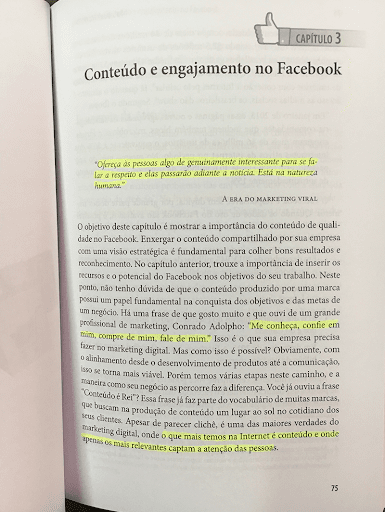 CAPÍTULO 3
Conteúdo e engajamento no Facebook
"Ofereça às pessoas algo de genuinamente interessante para se fa-
lar a respeito e elas passarão adiante a notícia. Está na natureza
humana."
A ERA DO MARKETING VIRAL
O objetivo deste capítulo é mostrar a importância do conteúdo de quali-
dade no Facebook. Enxergar o conteúdo compartilhado por sua empresa
com uma visão estratégica é fundamental para colher bons resultados e
reconhecimento. No capítulo anterior, trouxe a importância de inserir os
recursos e o potencial do Facebook nos objetivos do seu trabalho. Neste
ponto, não tenho dúvida de que o conteúdo produzido por uma marca
possui um papel fundamental na conquista dos objetivos e das metas de
um negócio. Há uma frase de que gosto muito e que ouvi de um grande
profissional de marketing, Conrado Adolpho: "Me conheça, confie em
mim, compre de mim, fale de mim." Isso é o que sua empresa precisa
fazer no marketing digital. Mas como isso é possível? Obviamente, com
o alinhamento desde o desenvolvimento de produtos até a comunicação,
isso se torna mais viável. Porém temos várias etapas neste caminho, e a
maneira como seu negócio as percorre faz a diferença. Você já ouviu a frase
"Conteúdo é Rei"? Essa frase já faz parte do vocabulário de muitas marcas,
que buscam na produção de conteúdo um lugar ao sol no cotidiano dos
seus clientes. Apesar de parecer clichê, é uma das maiores verdades do
marketing digital, onde o que mais temos na Internet é conteúdo e onde
apenas os mais relevantes captam a atenção das pessoas.
75